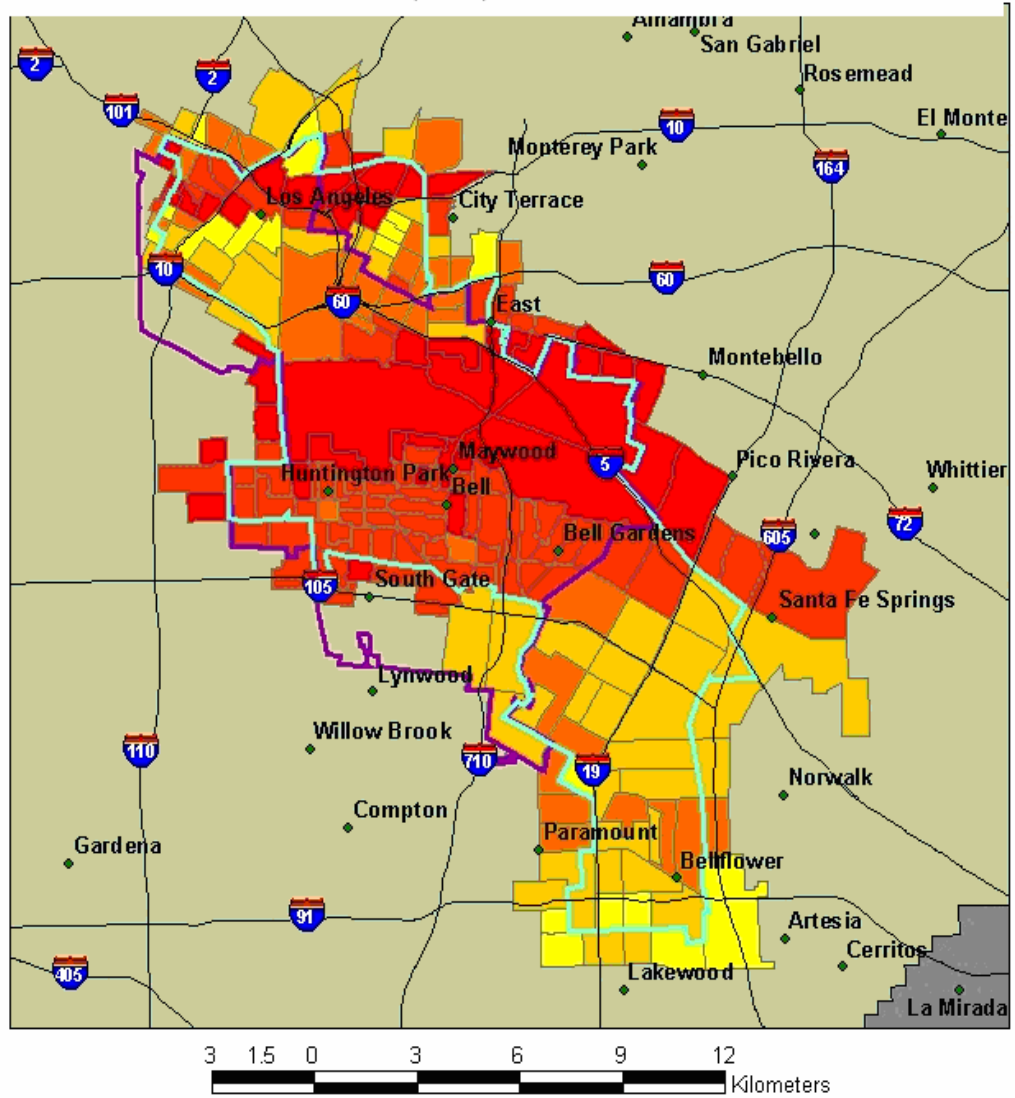 Alhambra
San Gabriel
2
2
Rosemead
101
10
El Monte
Monterey Park
164
Los Angeles
City Terrace
10
60
60
East
Montebello
Maywood
5
Pico Rivera
Huntington Park
Bell
Whittier
72
605
Bell Gardens
105
South Gate
Santa Fe Springs
Lynwood
Willow Brook
110
710
19
Norwalk
Compton
Paramount
Gardena
Bellflower
91
Artesia
Cerritos
405
Lakewood
La Mirada
3 1.5 0 3 6 9 12
Kilometers